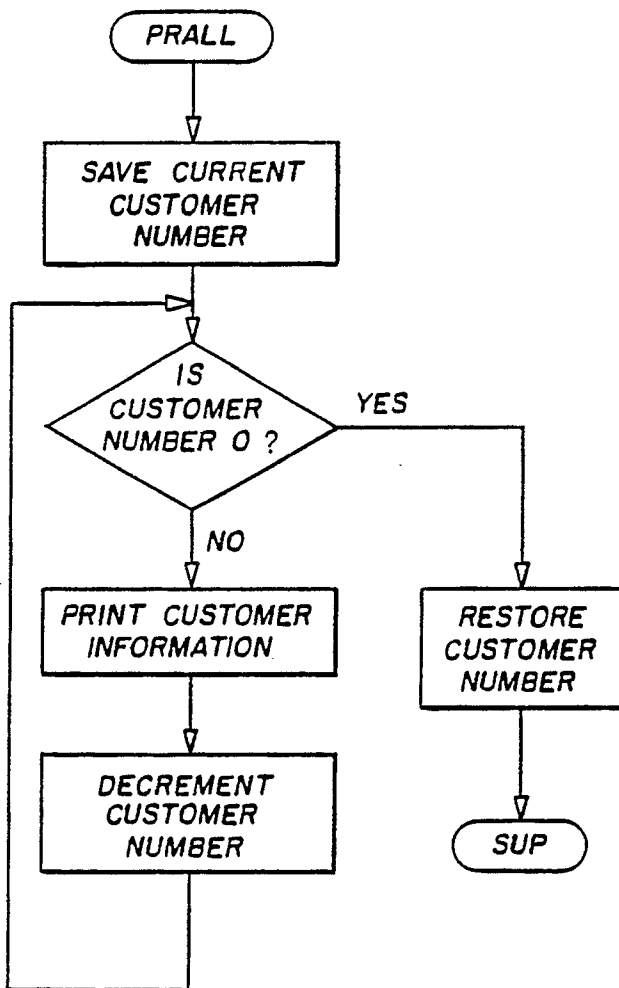 PRALL
SAVE CURRENT
CUSTOMER
NUMBER
IS
CUSTOMER
NUMBER 0 ?
YES
NO
PRINT CUSTOMER
INFORMATION
RESTORE
CUSTOMER
NUMBER
DECREMENT
CUSTOMER
NUMBER
SUP